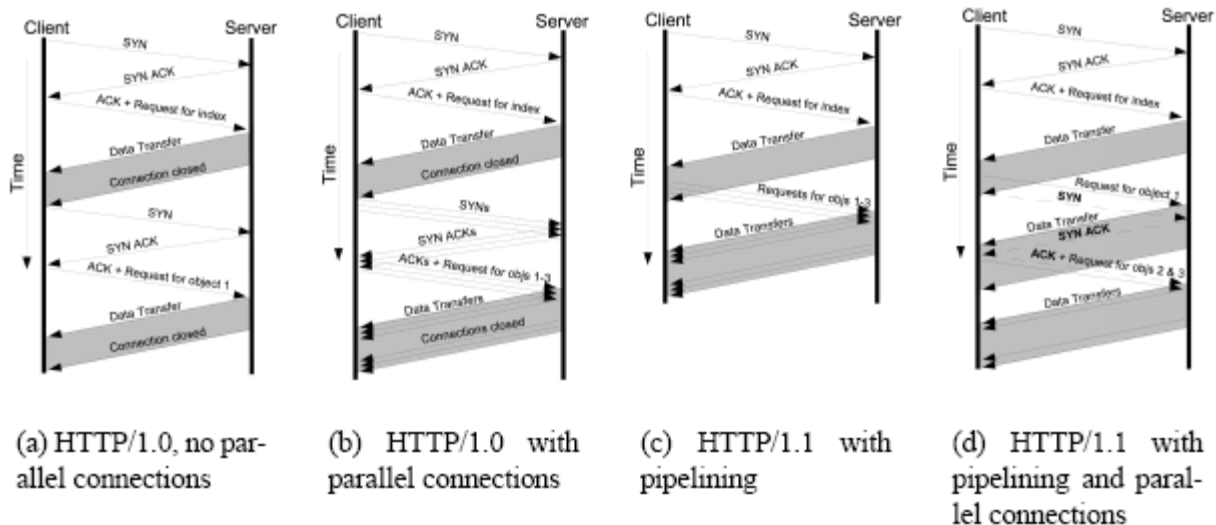 Client Server
SYN
SYN ACK
ACK + Request for index
Data Transfer
Connection closed
SYN
SYN ACK
ACK + Request for object 1
Data Transfer
Connection closed
Time
(a) HTTP/1.0, no par-
allel connections
Client Server
SYN
SYN ACK
ACK + Request for index
Data Transfer
Connection closed
SYNs
SYN ACKs
ACKs + Request for objs 1-3
Data Transfers
Connections closed
Time
(b) HTTP/1.0 with
parallel connections
Client Server
SYN
SYN ACK
ACK + Request for index
Data Transfer
Requests for objs 1-3
Data Transfers
Time
(c) HTTP/1.1 with
pipelining
Client Server
SYN
SYN ACK
ACK + Request for index
Data Transfer
Request for object 1
SYN
Data Transfer
SYN ACK
ACK + Request for objs 2 & 3
Data Transfers
Time
(d) HTTP/1.1 with
pipelining and paral-
lel connections